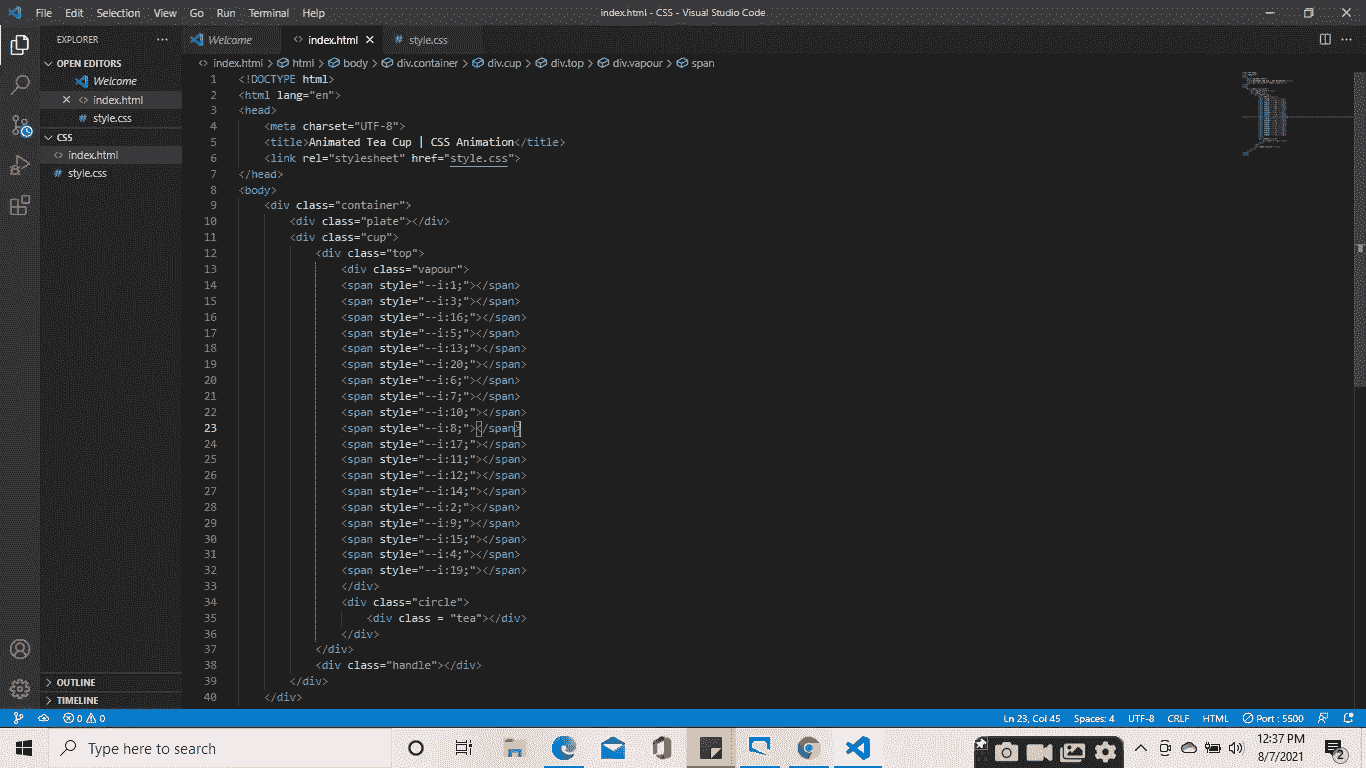 File Edit Selection View Go Run Terminal Help
index.html - CSS - Visual Studio Code
EXPLORER
OPEN EDITORS
Welcome
index.html
style.css
CSS
index.html
style.css
OUTLINE
TIMELINE
Welcome index.html style.css
index.html > html > body > div.container > div.cup > div.top > div.vapour > span
1 <!DOCTYPE html>
2 <html lang="en">
3 <head>
4 <meta charset="UTF-8">
5 <title>Animated Tea Cup | CSS Animation</title>
6 <link rel="stylesheet" href="style.css">
7 </head>
8 <body>
9 <div class="container">
10 <div class="plate"></div>
11 <div class="cup">
12 <div class="top">
13 <div class="vapour">
14 <span style="--i:1;"></span>
15 <span style="--i:3;"></span>
16 <span style="--i:16;"></span>
17 <span style="--i:5;"></span>
18 <span style="--i:13;"></span>
19 <span style="--i:20;"></span>
20 <span style="--i:6;"></span>
21 <span style="--i:7;"></span>
22 <span style="--i:10;"></span>
23 <span style="--i:8;"></span>
24 <span style="--i:17;"></span>
25 <span style="--i:11;"></span>
26 <span style="--i:12;"></span>
27 <span style="--i:14;"></span>
28 <span style="--i:2;"></span>
29 <span style="--i:9;"></span>
30 <span style="--i:15;"></span>
31 <span style="--i:4;"></span>
32 <span style="--i:19;"></span>
33 </div>
34 <div class="circle">
35 <div class = "tea"></div>
36 </div>
37 </div>
38 <div class="handle"></div>
39 </div>
40 </div>
0 0 Ln 23, Col 45 Spaces: 4 UTF-8 CRLF HTML Port : 5500
Type here to search
12:37 PM
8/7/2021
2